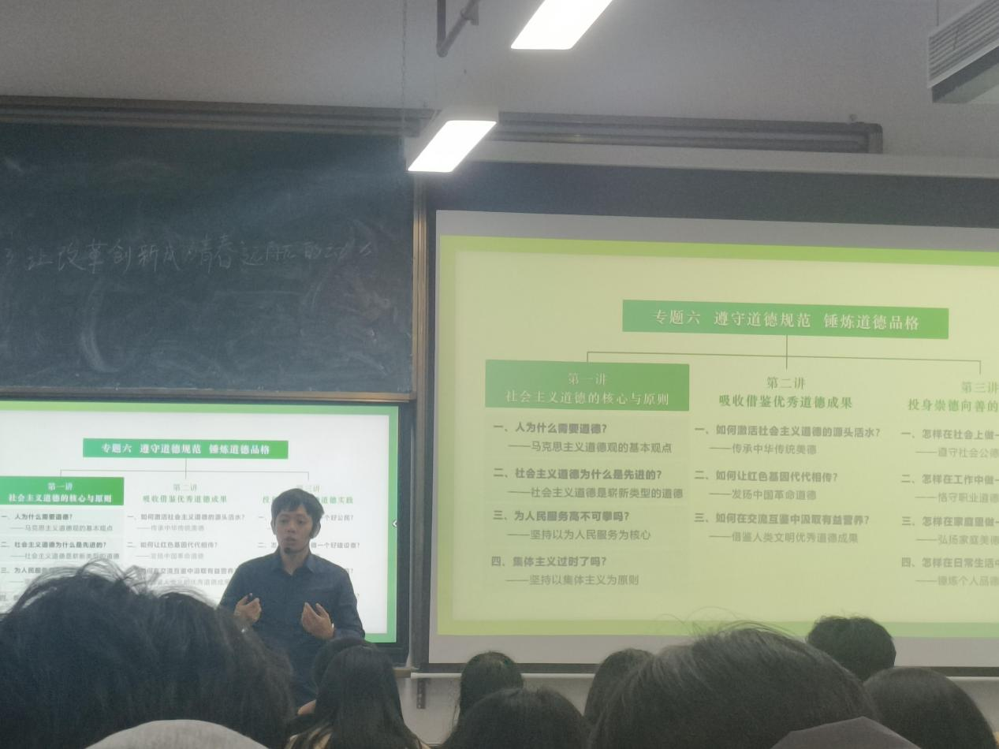 让改革创新成为青春远航的动力
专题六 遵守道德规范 锤炼道德品格
第一讲
社会主义道德的核心与原则
一、人为什么需要道德?
——马克思主义道德观的基本观点
二、社会主义道德为什么是先进的?
——社会主义道德是崭新类型的道德
三、为人民服务高不可攀吗?
——坚持以为人民服务为核心
四、集体主义过时了吗?
——坚持以集体主义为原则
第二讲
吸收借鉴优秀道德成果
一、如何激活社会主义道德的源头活水?
——传承中华传统美德
二、如何让红色基因代代相传?
——发扬中国革命道德
三、如何在交流互鉴中汲取有益营养?
——借鉴人类文明优秀道德成果
第三讲
投身崇德向善的
一、怎样在社会上做一
——遵守社会公德
二、怎样在工作中做一
——恪守职业道德
三、怎样在家庭里做一
——弘扬家庭美德
四、怎样在日常生活中
——锤炼个人品德
专题六 遵守道德规范 锤炼道德品格
第一讲
社会主义道德的核心与原则
一、人为什么需要道德?
——马克思主义道德观的基本观点
二、社会主义道德为什么是先进的?
——社会主义道德是崭新类型的道德
三、为人民服务
第二讲
吸收借鉴优秀道德成果
一、如何激活社会主义道德的源头活水?
——传承中华传统美德
二、如何让红色基因代代相传?
——发扬中国革命道德
何在交流互鉴中汲取有益营养
鉴人类文明优秀道德成果
三讲
道德实践
个好公民?
做一个好建设者?